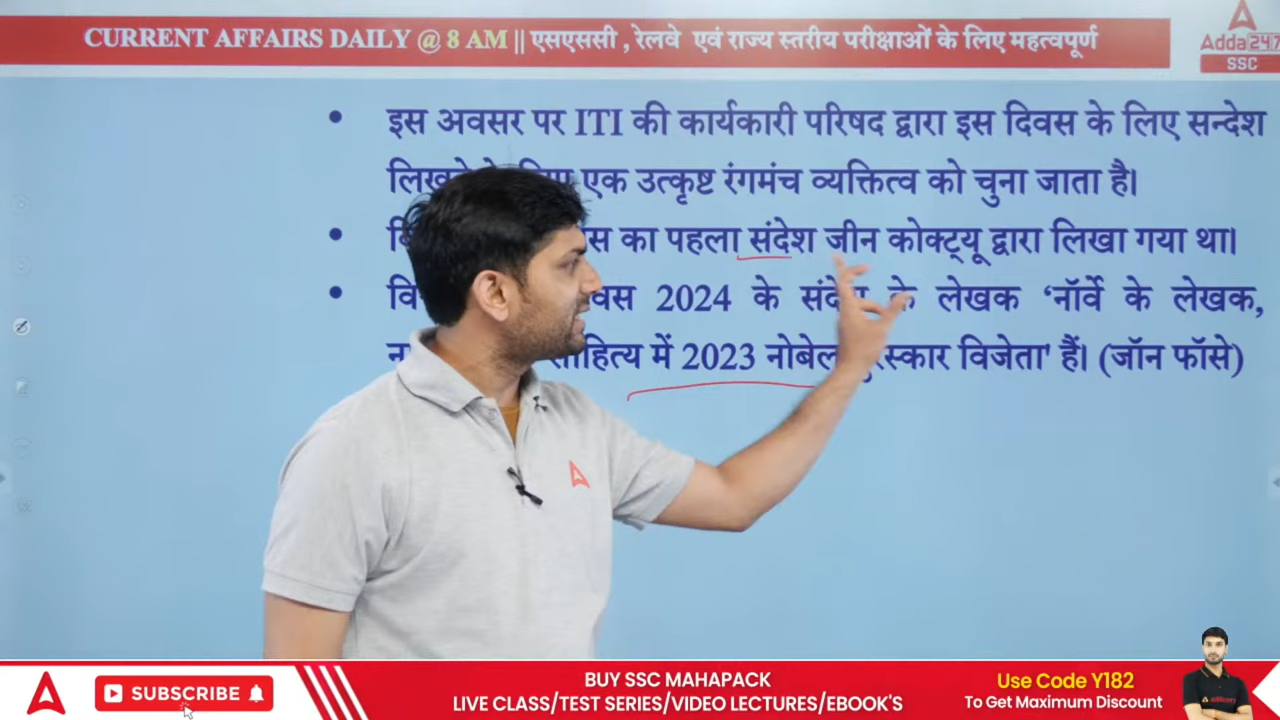 CURRENT AFFAIRS DAILY @ 8 AM || एसएससी , रेलवे एवं राज्य स्तरीय परीक्षाओं के लिए महत्वपूर्ण
Adda247
SSC
• इस अवसर पर ITI की कार्यकारी परिषद द्वारा इस दिवस के लिए सन्देश
एक उत्कृष्ट रंगमंच व्यक्तित्व को चुना जाता है।
• का पहला संदेश जीन कोक्ट्यू द्वारा लिखा गया था।
• 2024 के के लेखक ‘नॉर्वे के लेखक,
में 2023 नोबेल विजेता' हैं। (जॉन फॉसे)
SUBSCRIBE
BUY SSC MAHAPACK
LIVE CLASS/TEST SERIES/VIDEO LECTURES/EBOOK'S
Use Code Y182
To Get Maximum Discount